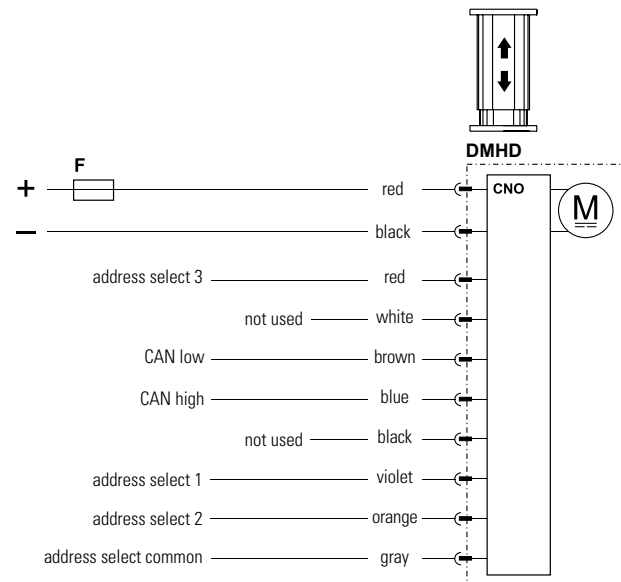 DMHD
F
+ red CNO
M
− black
address select 3 red
not used white
CAN low brown
CAN high blue
not used black
address select 1 violet
address select 2 orange
address select common gray